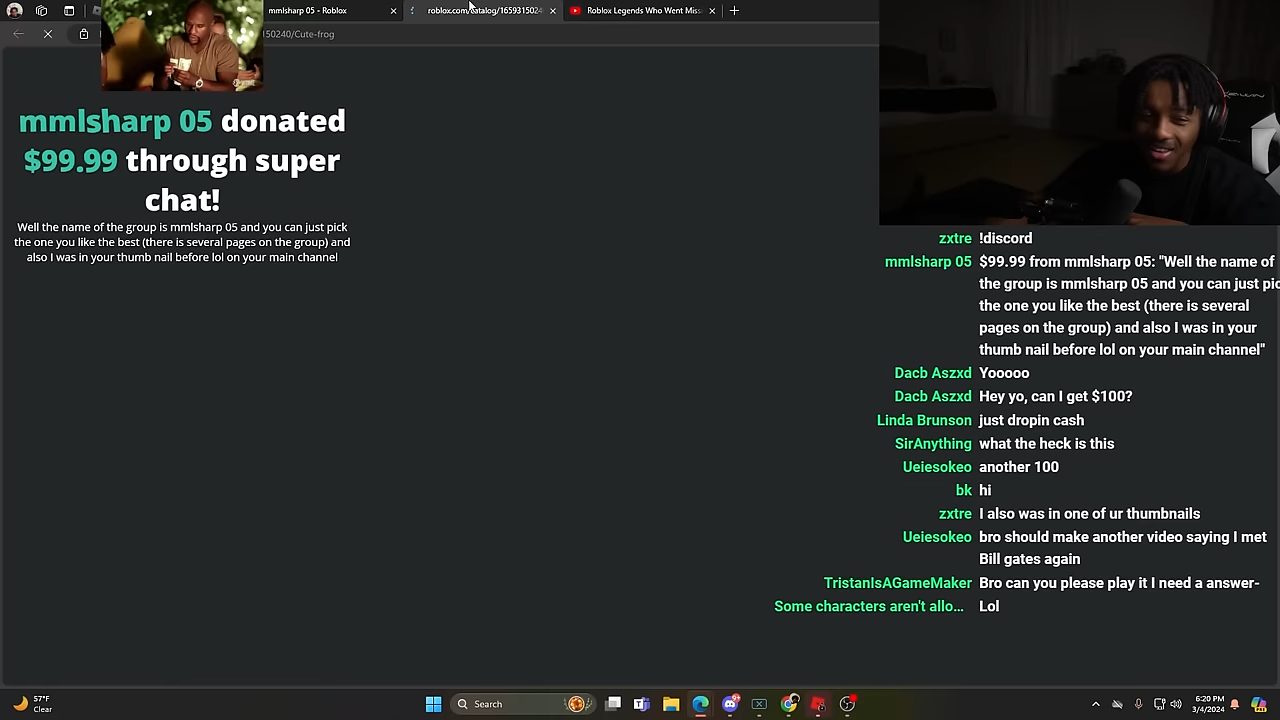 mmlsharp 05 - Roblox
roblox.com/catalog/1659315024
Roblox Legends Who Went Miss
50240/Cute-frog
mmlsharp 05 donated
$99.99 through super
chat!
Well the name of the group is mmlsharp 05 and you can just pick
the one you like the best (there is several pages on the group) and
also I was in your thumb nail before lol on your main channel
zxtre !discord
mmlsharp 05 $99.99 from mmlsharp 05: "Well the name of
the group is mmlsharp 05 and you can just pic
the one you like the best (there is several
pages on the group) and also I was in your
thumb nail before lol on your main channel"
Dacb Aszxd Yooooo
Dacb Aszxd Hey yo, can I get $100?
Linda Brunson just dropin cash
SirAnything what the heck is this
Ueiesokeo another 100
bk hi
zxtre I also was in one of ur thumbnails
Ueiesokeo bro should make another video saying I met
Bill gates again
TristanIsAGameMaker Bro can you please play it I need a answer-
Some characters aren't allo... Lol
57°F
Clear
Search
6:20 PM
3/4/2024